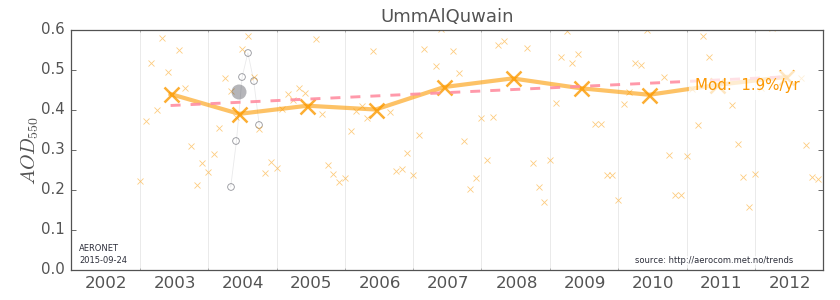 UmmAlQuwain
0.6
0.5
0.4
0.3
0.2
0.1
0.0
AOD550
Mod: 1.9%/yr
AERONET
2015-09-24
source: http://aerocom.met.no/trends
2002 2003 2004 2005 2006 2007 2008 2009 2010 2011 2012